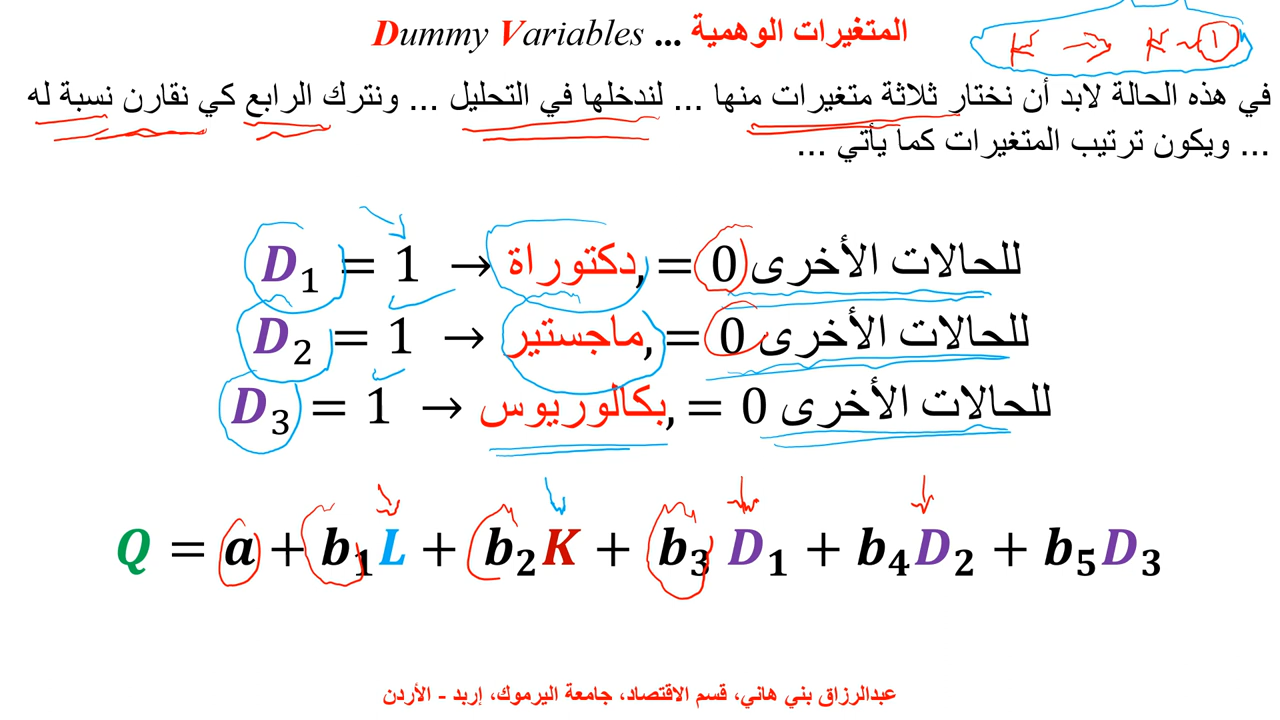 المتغيرات الوهمية ... Dummy Variables
K → K - 1
في هذه الحالة لابد أن نختار ثلاثة متغيرات منها ... لندخلها في التحليل ... ونترك الرابع كي نقارن نسبة له
... ويكون ترتيب المتغيرات كما يأتي ...
D₁ = 1 → دكتوراة, = 0 للحالات الأخرى
D₂ = 1 → ماجستير, = 0 للحالات الأخرى
D₃ = 1 → بكالوريوس, = 0 للحالات الأخرى
Q = a + b₁L + b₂K + b₃ D₁ + b₄D₂ + b₅D₃
عبدالرزاق بني هاني، قسم الاقتصاد، جامعة اليرموك، إربد - الأردن